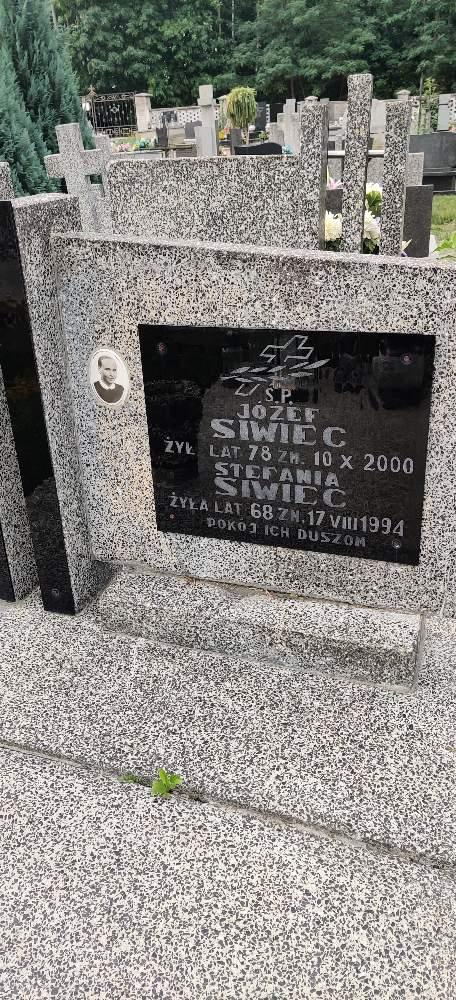 Ś.P.
JÓZEF
SIWIEC
ŻYŁ LAT 78 ZM. 10 X 2000
STEFANIA
SIWIEC
ŻYŁA LAT 68 ZM. 17 VIII 1994
POKÓJ ICH DUSZOM